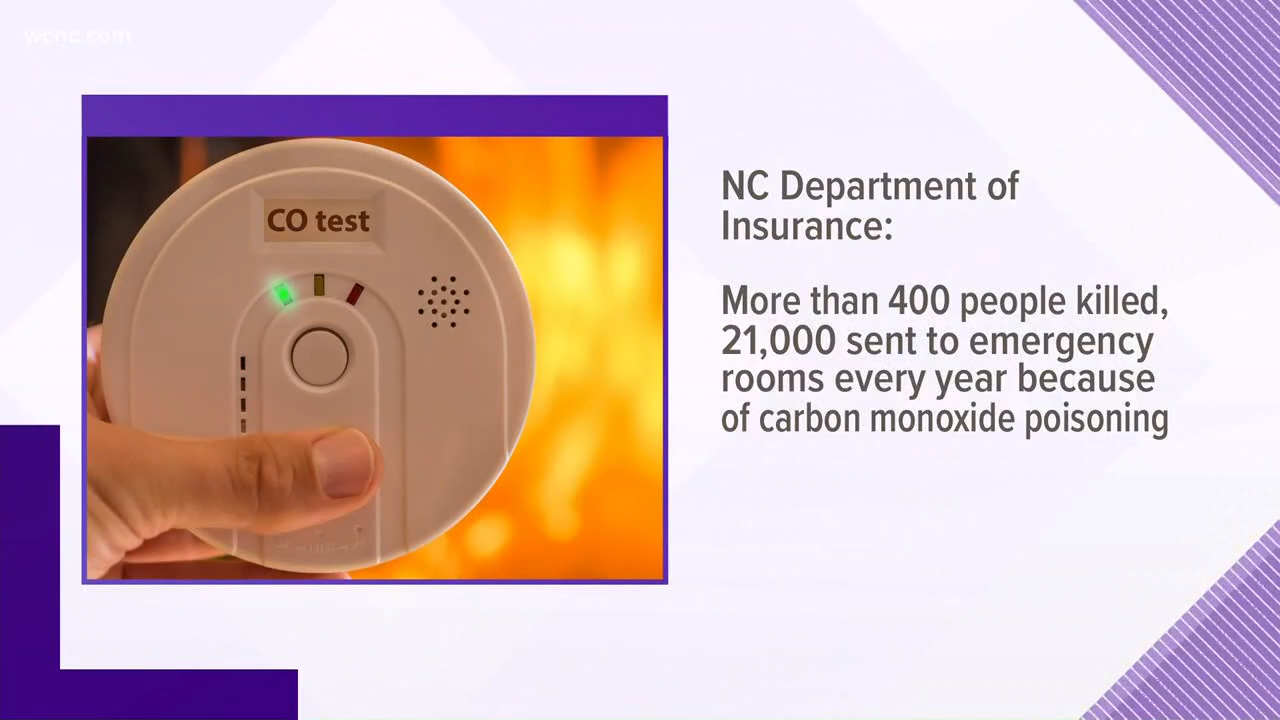 wcnc.com
CO test
NC Department of
Insurance:
More than 400 people killed,
21,000 sent to emergency
rooms every year because
of carbon monoxide poisoning